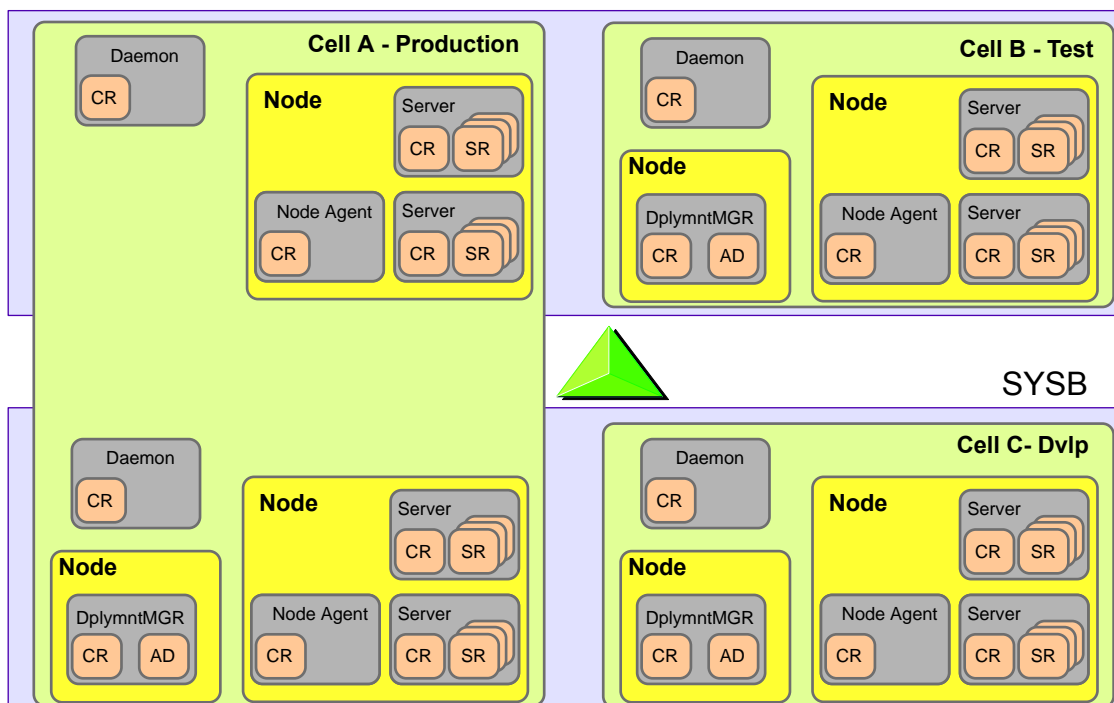 Cell A - Production
Daemon
CR
Node
Server
CR
SR
Node Agent
CR
Server
CR
SR
Cell B - Test
Daemon
CR
Node
DplymntMGR
CR
AD
Node
Server
CR
SR
Node Agent
CR
Server
CR
SR
SYSB
Daemon
CR
Node
DplymntMGR
CR
AD
Node
Server
CR
SR
Node Agent
CR
Server
CR
SR
Cell C- Dvlp
Daemon
CR
Node
DplymntMGR
CR
AD
Node
Server
CR
SR
Node Agent
CR
Server
CR
SR